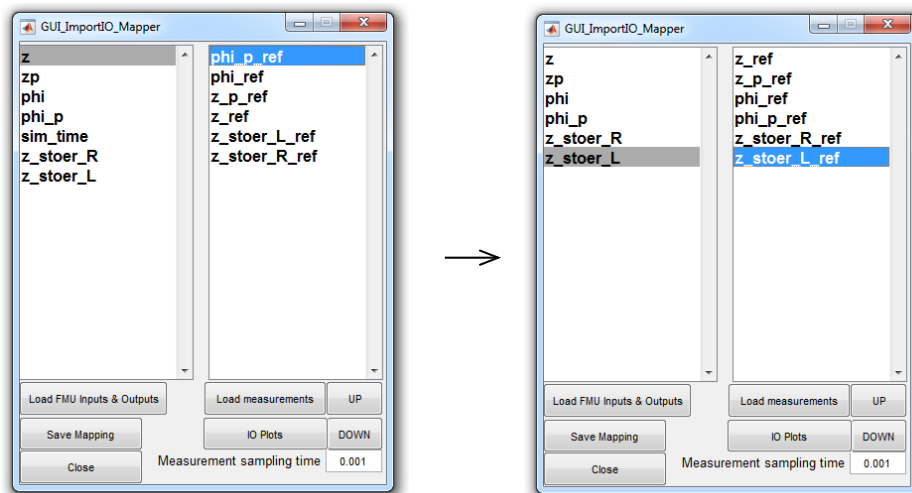 GUI_ImportIO_Mapper
z
zp
phi
phi_p
sim_time
z_stoer_R
z_stoer_L
phi_p_ref
phi_ref
z_p_ref
z_ref
z_stoer_L_ref
z_stoer_R_ref
Load FMU Inputs & Outputs
Load measurements
UP
Save Mapping
IO Plots
DOWN
Close
Measurement sampling time
0.001
GUI_ImportIO_Mapper
z
zp
phi
phi_p
z_stoer_R
z_stoer_L
z_ref
z_p_ref
phi_ref
phi_p_ref
z_stoer_R_ref
z_stoer_L_ref
Load FMU Inputs & Outputs
Load measurements
UP
Save Mapping
IO Plots
DOWN
Close
Measurement sampling time
0.001